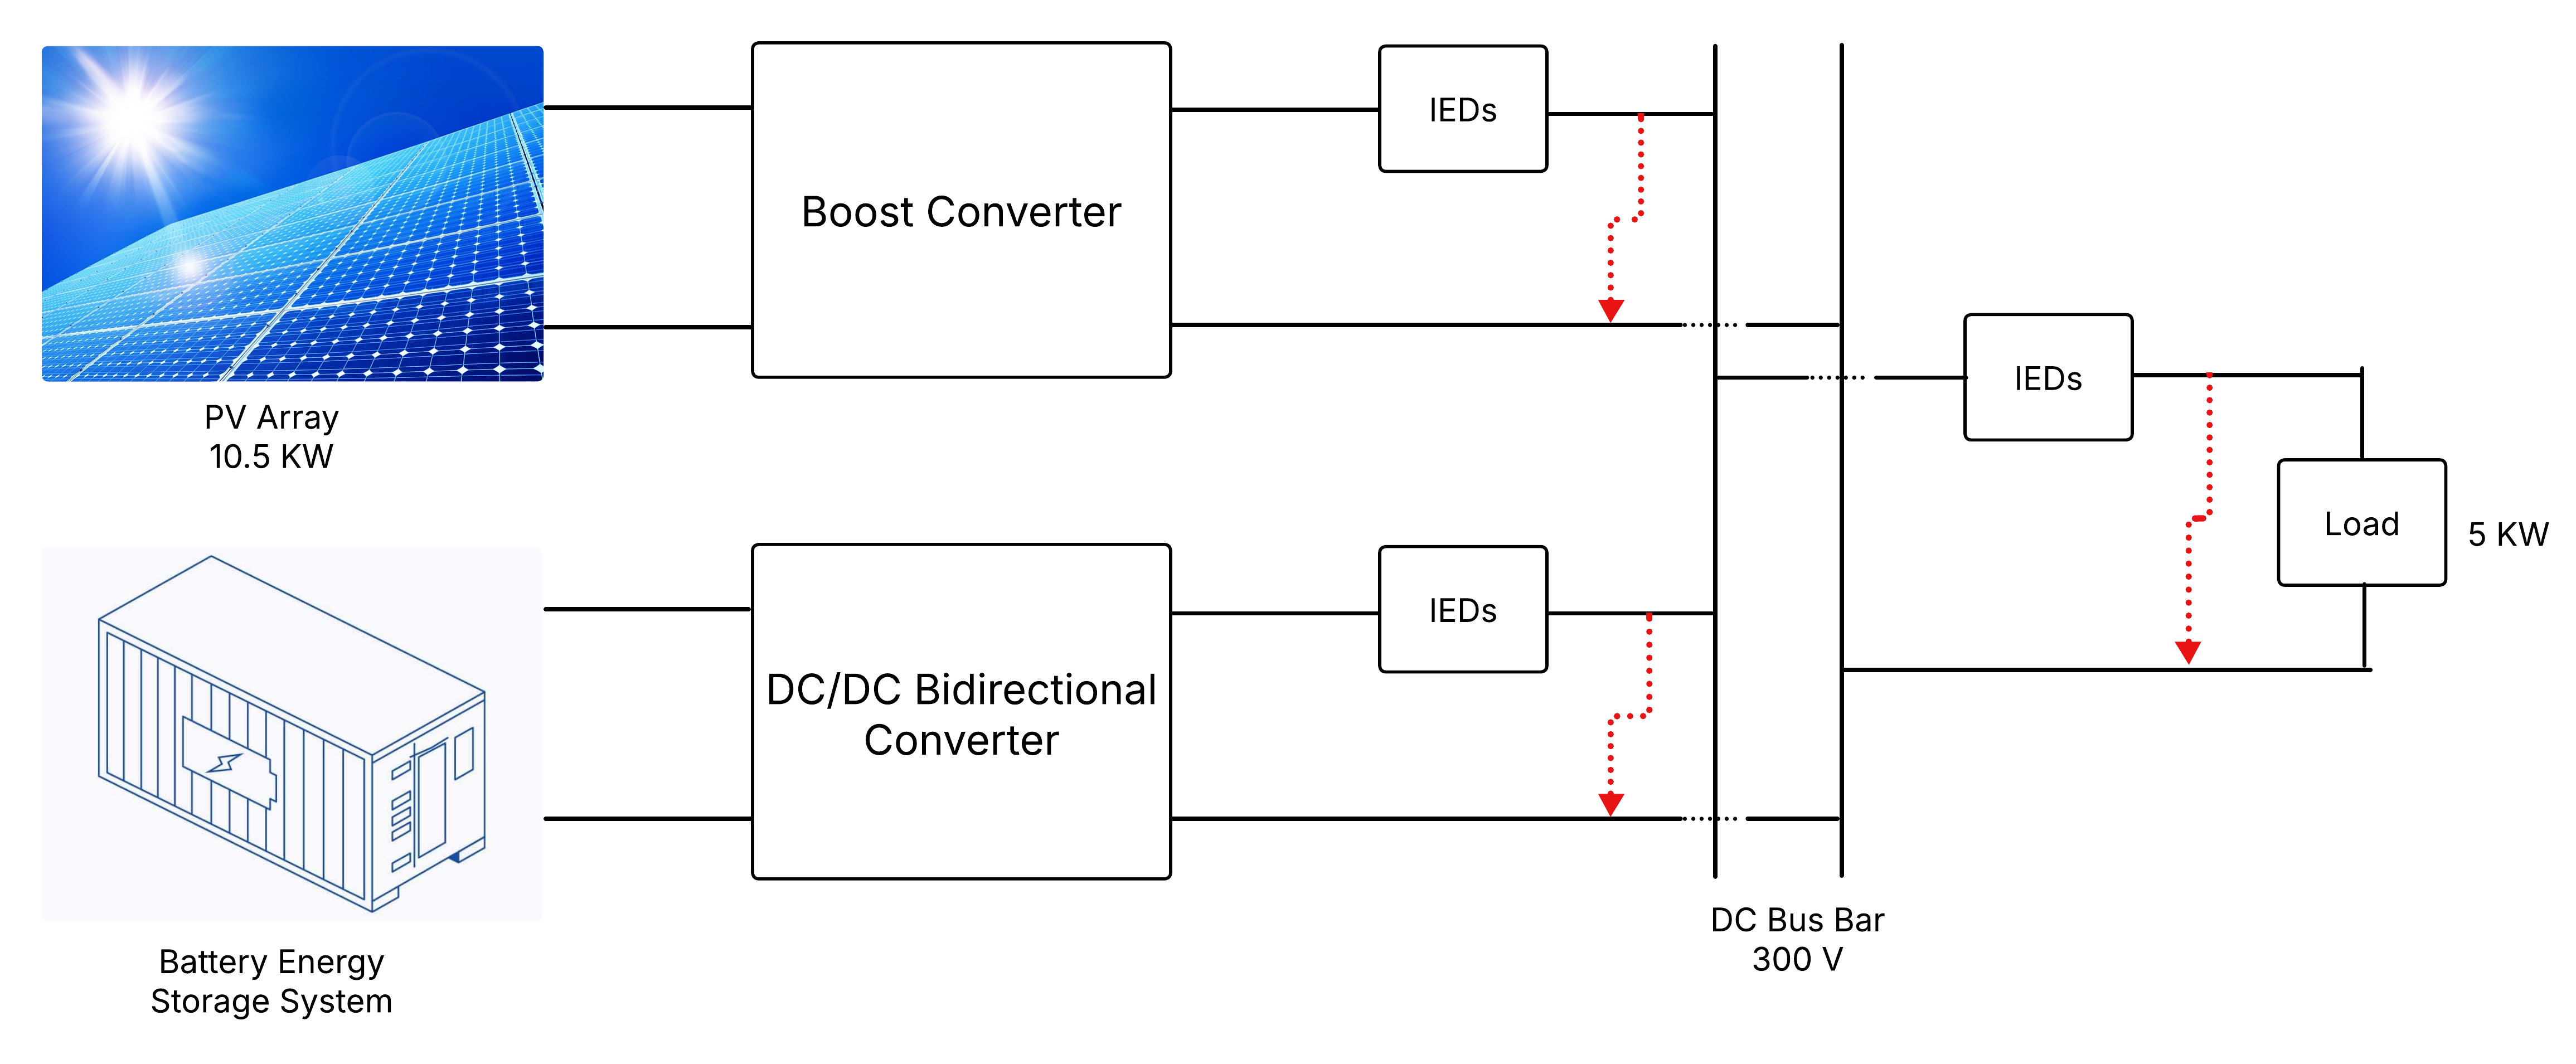 Boost Converter
IEDs
PV Array
10.5 KW
IEDs
Load
5 KW
DC/DC Bidirectional
Converter
IEDs
DC Bus Bar
300 V
Battery Energy
Storage System